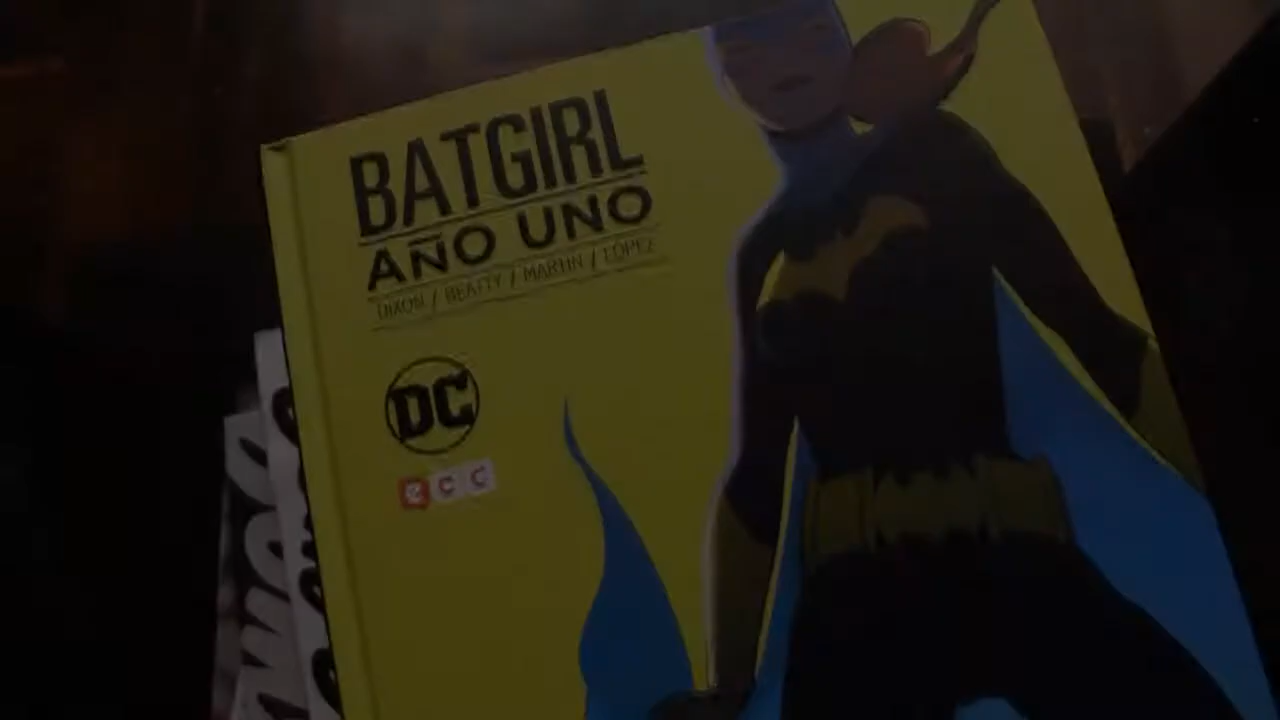 BATGIRL
AÑO UNO
DIXON / BEATTY / MARTIN / LÓPEZ
DC
ecc